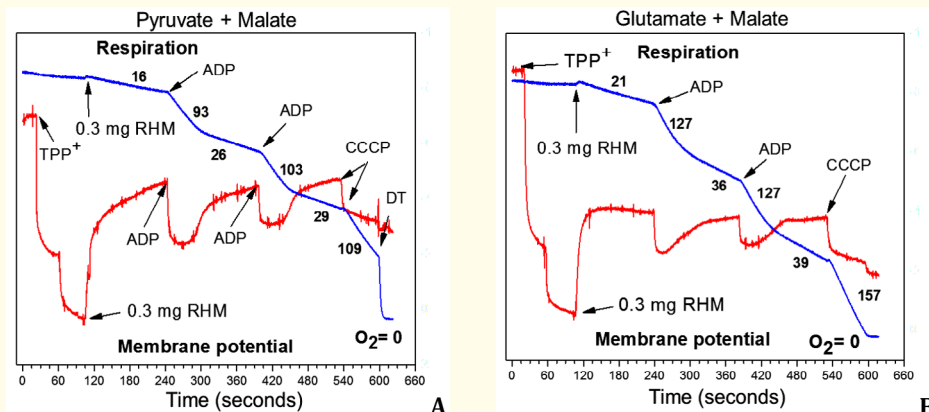 Pyruvate + Malate
Respiration
16
ADP
93
0.3 mg RHM
ADP
26
TPP+
103
CCCP
DT
ADP
ADP
29
109
0.3 mg RHM
O2= 0
Membrane potential
0 60 120 180 240 300 360 420 480 540 600 660
Time (seconds)
A
Glutamate + Malate
Respiration
TPP+
21
ADP
127
0.3 mg RHM
ADP
36
127
CCCP
39
157
0.3 mg RHM
O2= 0
Membrane potential
0 60 120 180 240 300 360 420 480 540 600 660
Time (seconds)